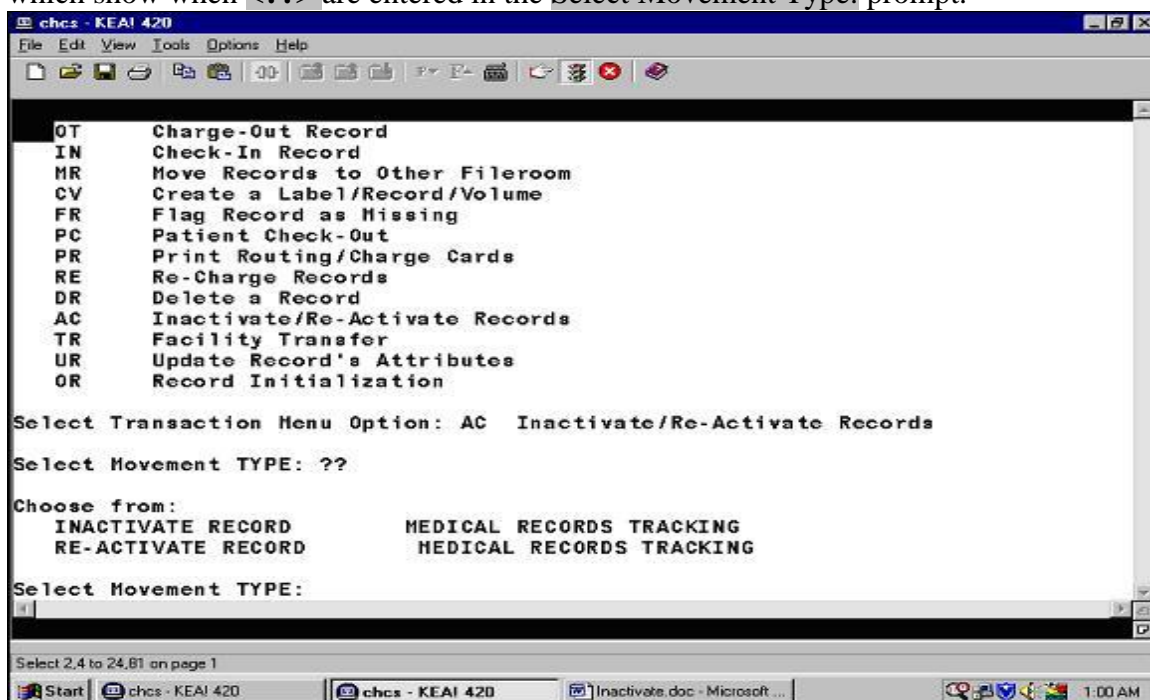 which show when <??> are entered in the Select Movement Type: prompt.
chcs - KEA! 420
File Edit View Tools Options Help
OT Charge-Out Record
IN Check-In Record
MR Move Records to Other Fileroom
CV Create a Label/Record/Volume
FR Flag Record as Missing
PC Patient Check-Out
PR Print Routing/Charge Cards
RE Re-Charge Records
DR Delete a Record
AC Inactivate/Re-Activate Records
TR Facility Transfer
UR Update Record's Attributes
OR Record Initialization
Select Transaction Menu Option: AC Inactivate/Re-Activate Records
Select Movement TYPE: ??
Choose from:
INACTIVATE RECORD MEDICAL RECORDS TRACKING
RE-ACTIVATE RECORD MEDICAL RECORDS TRACKING
Select Movement TYPE:
Select 2,4 to 24,81 on page 1
Start chcs - KEA! 420 chcs - KEA! 420 Inactivate.doc - Microsoft ... 1:00 AM